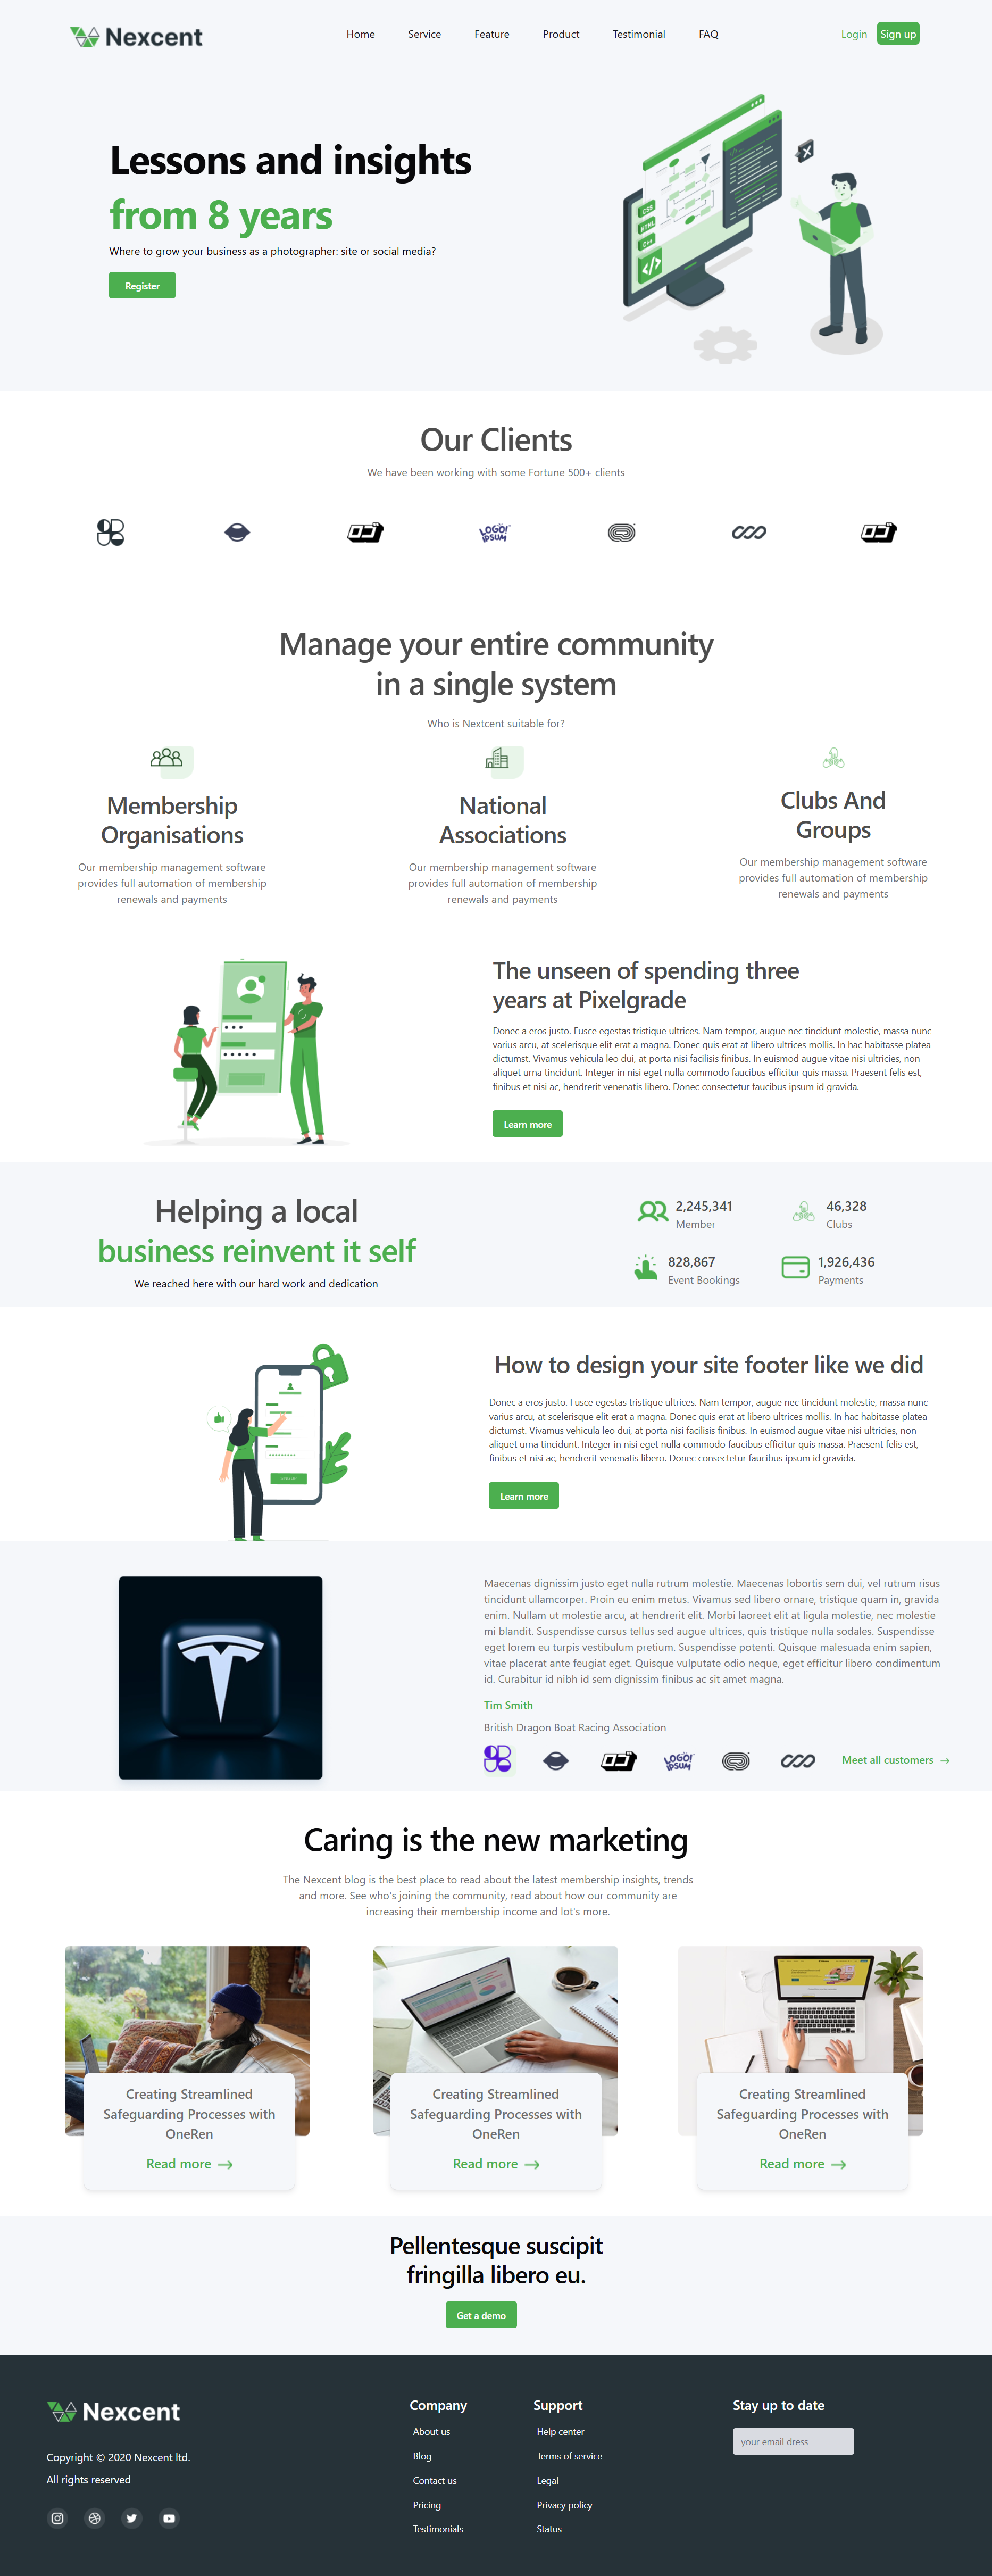 Nexcent
Home
Service
Feature
Product
Testimonial
FAQ
Login
Sign up
Lessons and insights
from 8 years
Where to grow your business as a photographer: site or social media?
Register
CSS
HTML
C++
</>
Our Clients
We have been working with some Fortune 500+ clients
LOGO!
IPSUM
Manage your entire community
in a single system
Who is Nextcent suitable for?
Membership
Organisations
Our membership management software
provides full automation of membership
renewals and payments
National
Associations
Our membership management software
provides full automation of membership
renewals and payments
Clubs And
Groups
Our membership management software
provides full automation of membership
renewals and payments
The unseen of spending three
years at Pixelgrade
Donec a eros justo. Fusce egestas tristique ultrices. Nam tempor, augue nec tincidunt molestie, massa nunc
varius arcu, at scelerisque elit erat a magna. Donec quis erat at libero ultrices mollis. In hac habitasse platea
dictumst. Vivamus vehicula leo dui, at porta nisi facilisis finibus. In euismod augue vitae nisi ultricies, non
aliquet urna tincidunt. Integer in nisi eget nulla commodo faucibus efficitur quis massa. Praesent felis est,
finibus et nisi ac, hendrerit venenatis libero. Donec consectetur faucibus ipsum id gravida.
Learn more
Helping a local
business reinvent it self
We reached here with our hard work and dedication
2,245,341
Member
46,328
Clubs
828,867
Event Bookings
1,926,436
Payments
How to design your site footer like we did
Donec a eros justo. Fusce egestas tristique ultrices. Nam tempor, augue nec tincidunt molestie, massa nunc
varius arcu, at scelerisque elit erat a magna. Donec quis erat at libero ultrices mollis. In hac habitasse platea
dictumst. Vivamus vehicula leo dui, at porta nisi facilisis finibus. In euismod augue vitae nisi ultricies, non
aliquet urna tincidunt. Integer in nisi eget nulla commodo faucibus efficitur quis massa. Praesent felis est,
finibus et nisi ac, hendrerit venenatis libero. Donec consectetur faucibus ipsum id gravida.
Learn more
Maecenas dignissim justo eget nulla rutrum molestie. Maecenas lobortis sem dui, vel rutrum risus
tincidunt ullamcorper. Proin eu enim metus. Vivamus sed libero ornare, tristique quam in, gravida
enim. Nullam ut molestie arcu, at hendrerit elit. Morbi laoreet elit at ligula molestie, nec molestie
mi blandit. Suspendisse cursus tellus sed augue ultrices, quis tristique nulla sodales. Suspendisse
eget lorem eu turpis vestibulum pretium. Suspendisse potenti. Quisque malesuada enim sapien,
vitae placerat ante feugiat eget. Quisque vulputate odio neque, eget efficitur libero condimentum
id. Curabitur id nibh id sem dignissim finibus ac sit amet magna.
Tim Smith
British Dragon Boat Racing Association
LOGO!
IPSUM
Meet all customers →
Caring is the new marketing
The Nexcent blog is the best place to read about the latest membership insights, trends
and more. See who's joining the community, read about how our community are
increasing their membership income and lot's more.
Creating Streamlined
Safeguarding Processes with
OneRen
Read more →
Creating Streamlined
Safeguarding Processes with
OneRen
Read more →
Creating Streamlined
Safeguarding Processes with
OneRen
Read more →
Pellentesque suscipit
fringilla libero eu.
Get a demo
Nexcent
Copyright © 2020 Nexcent ltd.
All rights reserved
Company
About us
Blog
Contact us
Pricing
Testimonials
Support
Help center
Terms of service
Legal
Privacy policy
Status
Stay up to date
your email dress